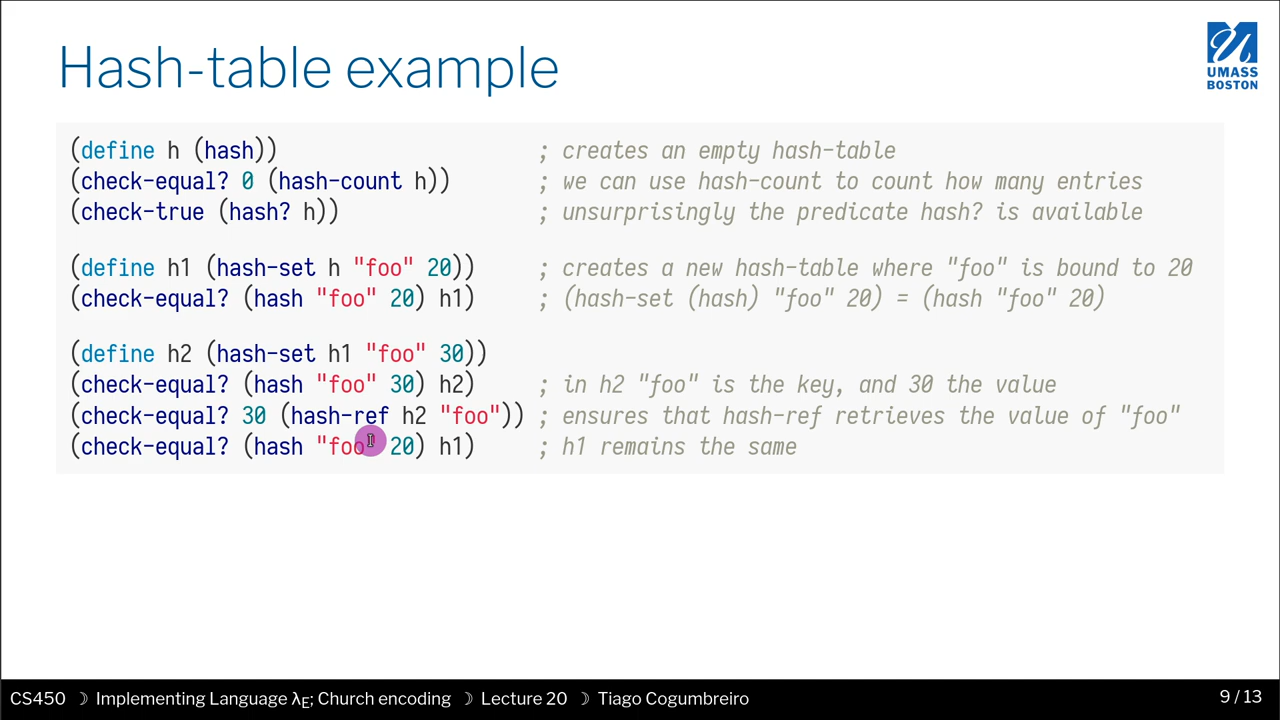 Hash-table example
UMASS
BOSTON
(define h (hash)) ; creates an empty hash-table
(check-equal? 0 (hash-count h)) ; we can use hash-count to count how many entries
(check-true (hash? h)) ; unsurprisingly the predicate hash? is available
(define h1 (hash-set h "foo" 20)) ; creates a new hash-table where "foo" is bound to 20
(check-equal? (hash "foo" 20) h1) ; (hash-set (hash) "foo" 20) = (hash "foo" 20)
(define h2 (hash-set h1 "foo" 30))
(check-equal? (hash "foo" 30) h2) ; in h2 "foo" is the key, and 30 the value
(check-equal? 30 (hash-ref h2 "foo")) ; ensures that hash-ref retrieves the value of "foo"
(check-equal? (hash "foo" 20) h1) ; h1 remains the same
CS450 ☽ Implementing Language λE; Church encoding ☽ Lecture 20 ☽ Tiago Cogumbreiro 9 / 13